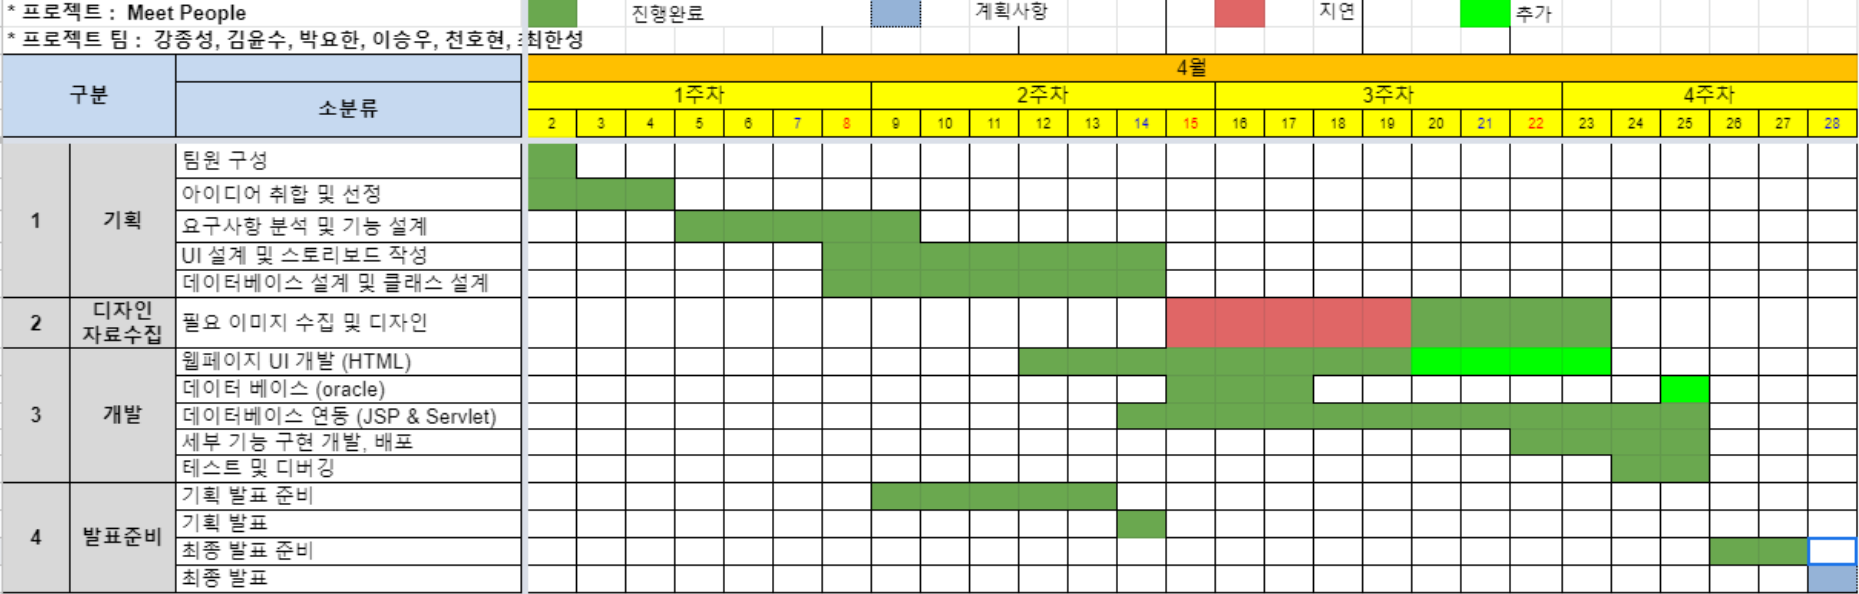 * 프로젝트 : Meet People 진행완료 계획사항 지연 추가
* 프로젝트 팀 : 강종성, 김윤수, 박요한, 이승우, 천호현, 최한성
구분 소분류 4월
1주차 2주차 3주차 4주차
2 3 4 5 6 7 8 9 10 11 12 13 14 15 16 17 18 19 20 21 22 23 24 25 26 27 28
1 기획
팀원 구성
아이디어 취합 및 선정
요구사항 분석 및 기능 설계
UI 설계 및 스토리보드 작성
데이터베이스 설계 및 클래스 설계
2 디자인
자료수집
필요 이미지 수집 및 디자인
3 개발
웹페이지 UI 개발 (HTML)
데이터 베이스 (oracle)
데이터베이스 연동 (JSP & Servlet)
세부 기능 구현 개발, 배포
테스트 및 디버깅
4 발표준비
기획 발표 준비
기획 발표
최종 발표 준비
최종 발표